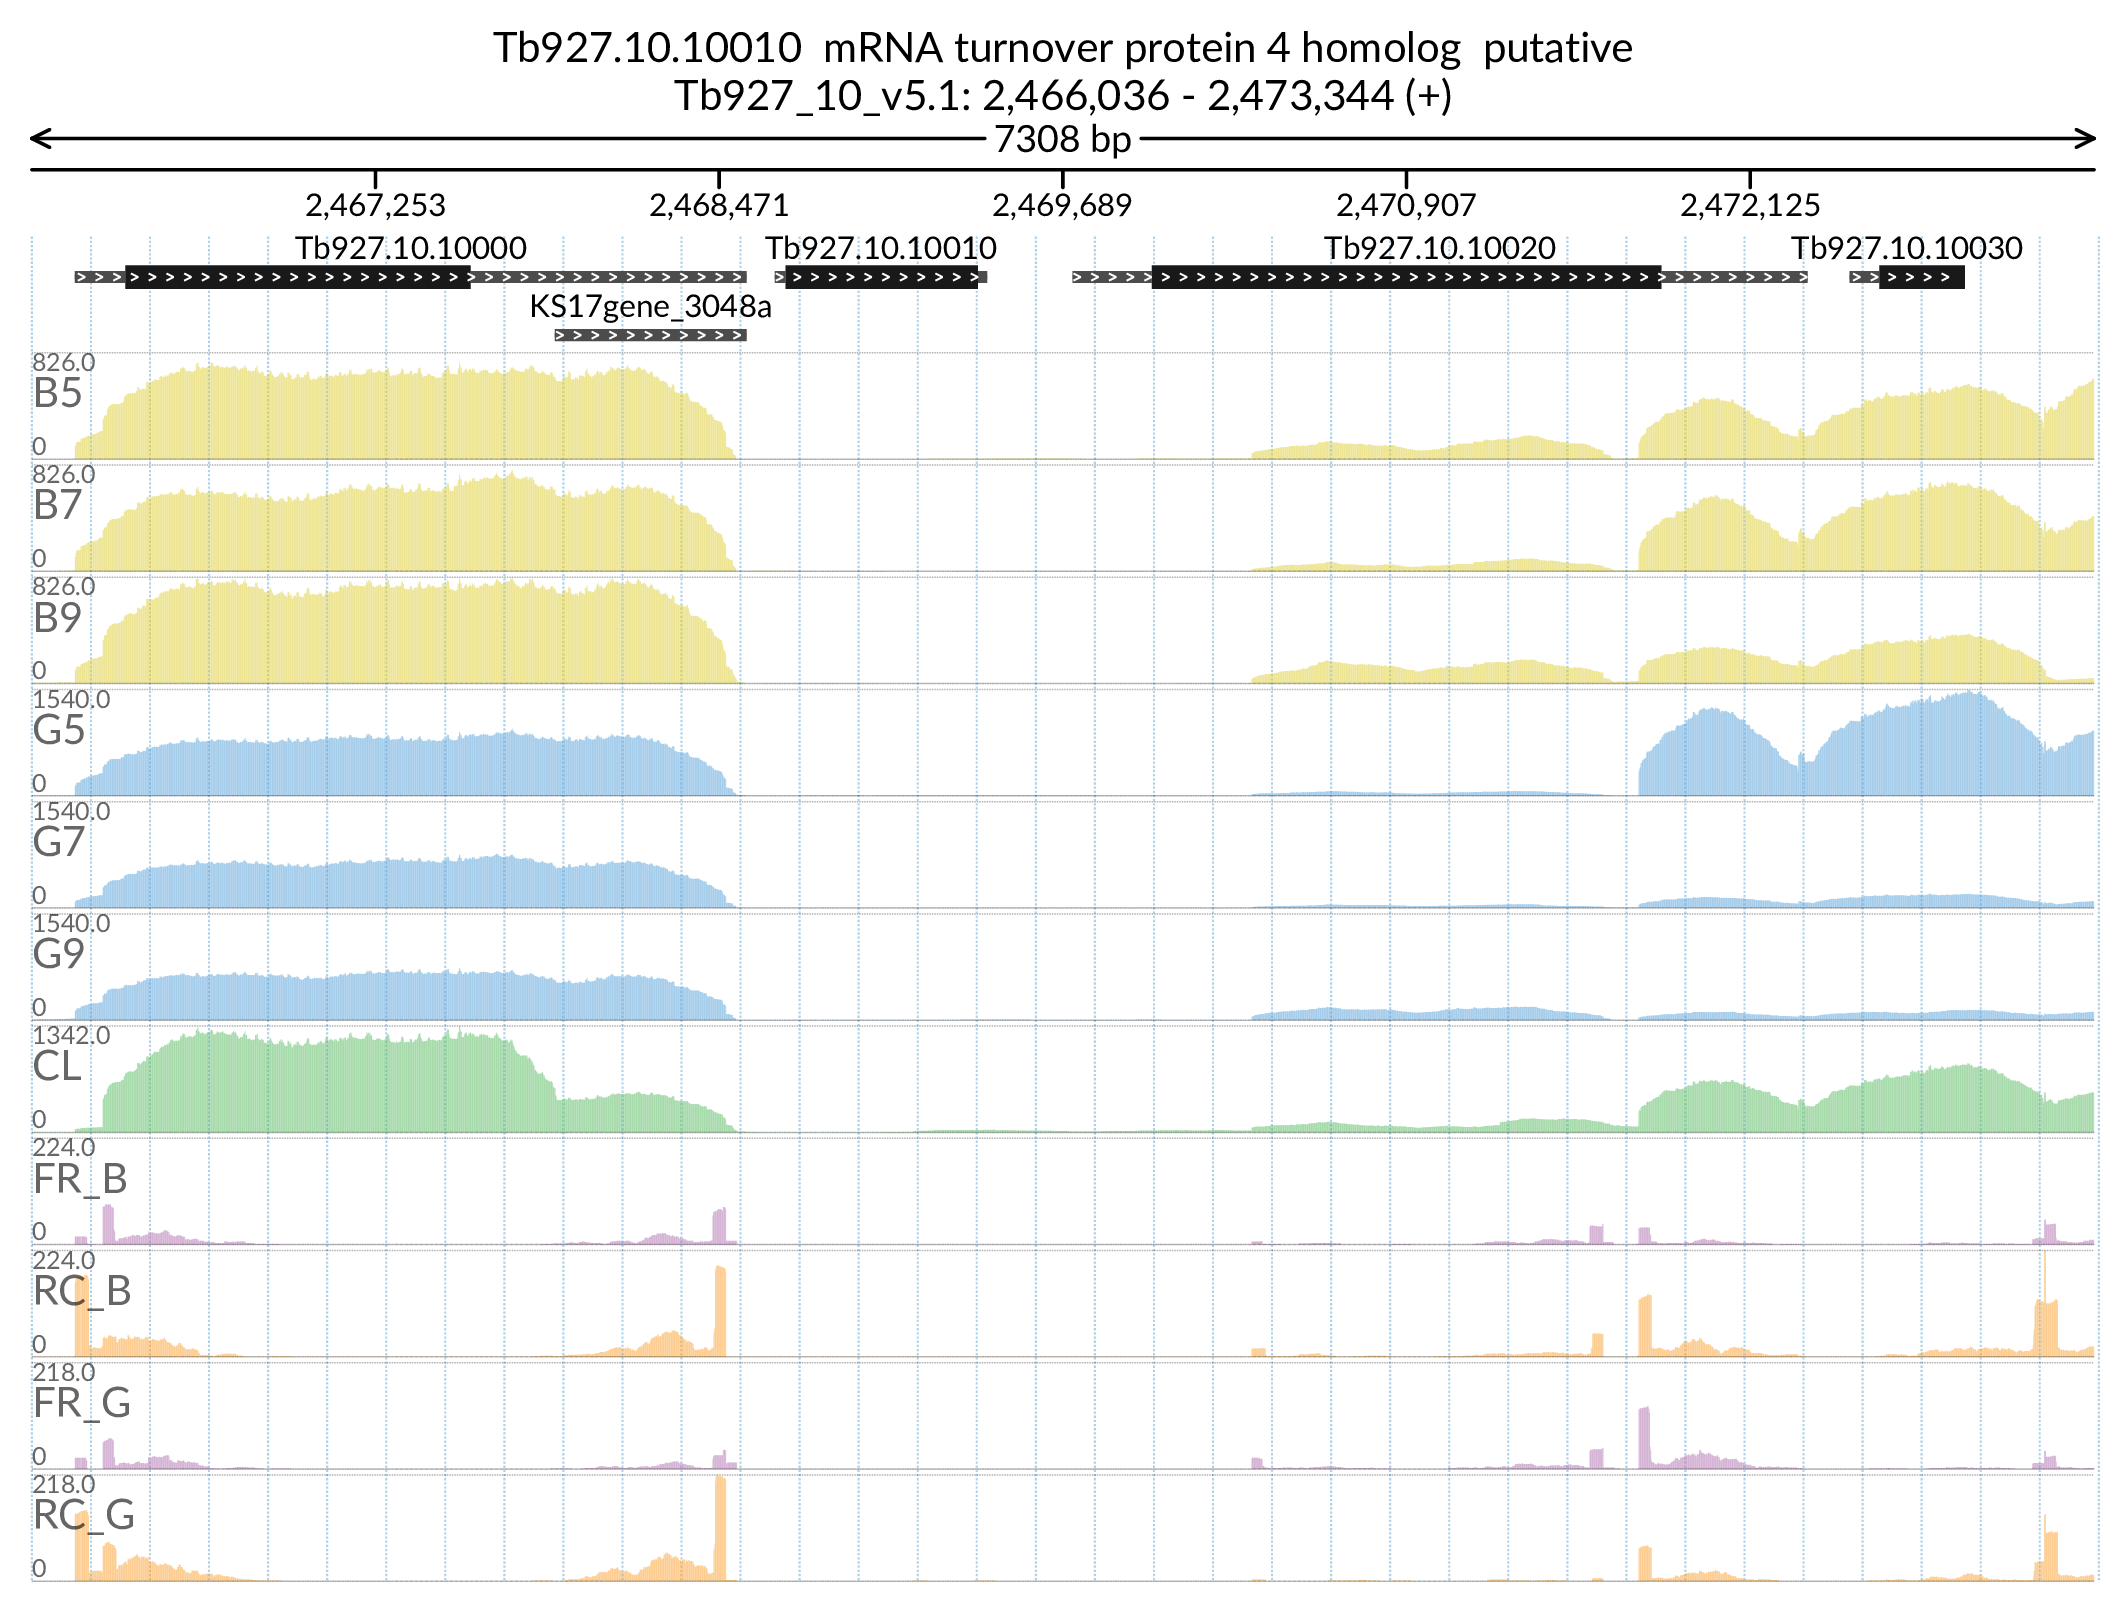 Tb927.10.10010 mRNA turnover protein 4 homolog putative
Tb927_10_v5.1: 2,466,036 - 2,473,344 (+)
7308 bp
2,467,253 2,468,471 2,469,689 2,470,907 2,472,125
Tb927.10.10000 Tb927.10.10010 Tb927.10.10020 Tb927.10.10030
KS17gene_3048a
826.0
B5
0
826.0
B7
0
826.0
B9
0
1540.0
G5
0
1540.0
G7
0
1540.0
G9
0
1342.0
CL
0
224.0
FR_B
0
224.0
RC_B
0
218.0
FR_G
0
218.0
RC_G
0